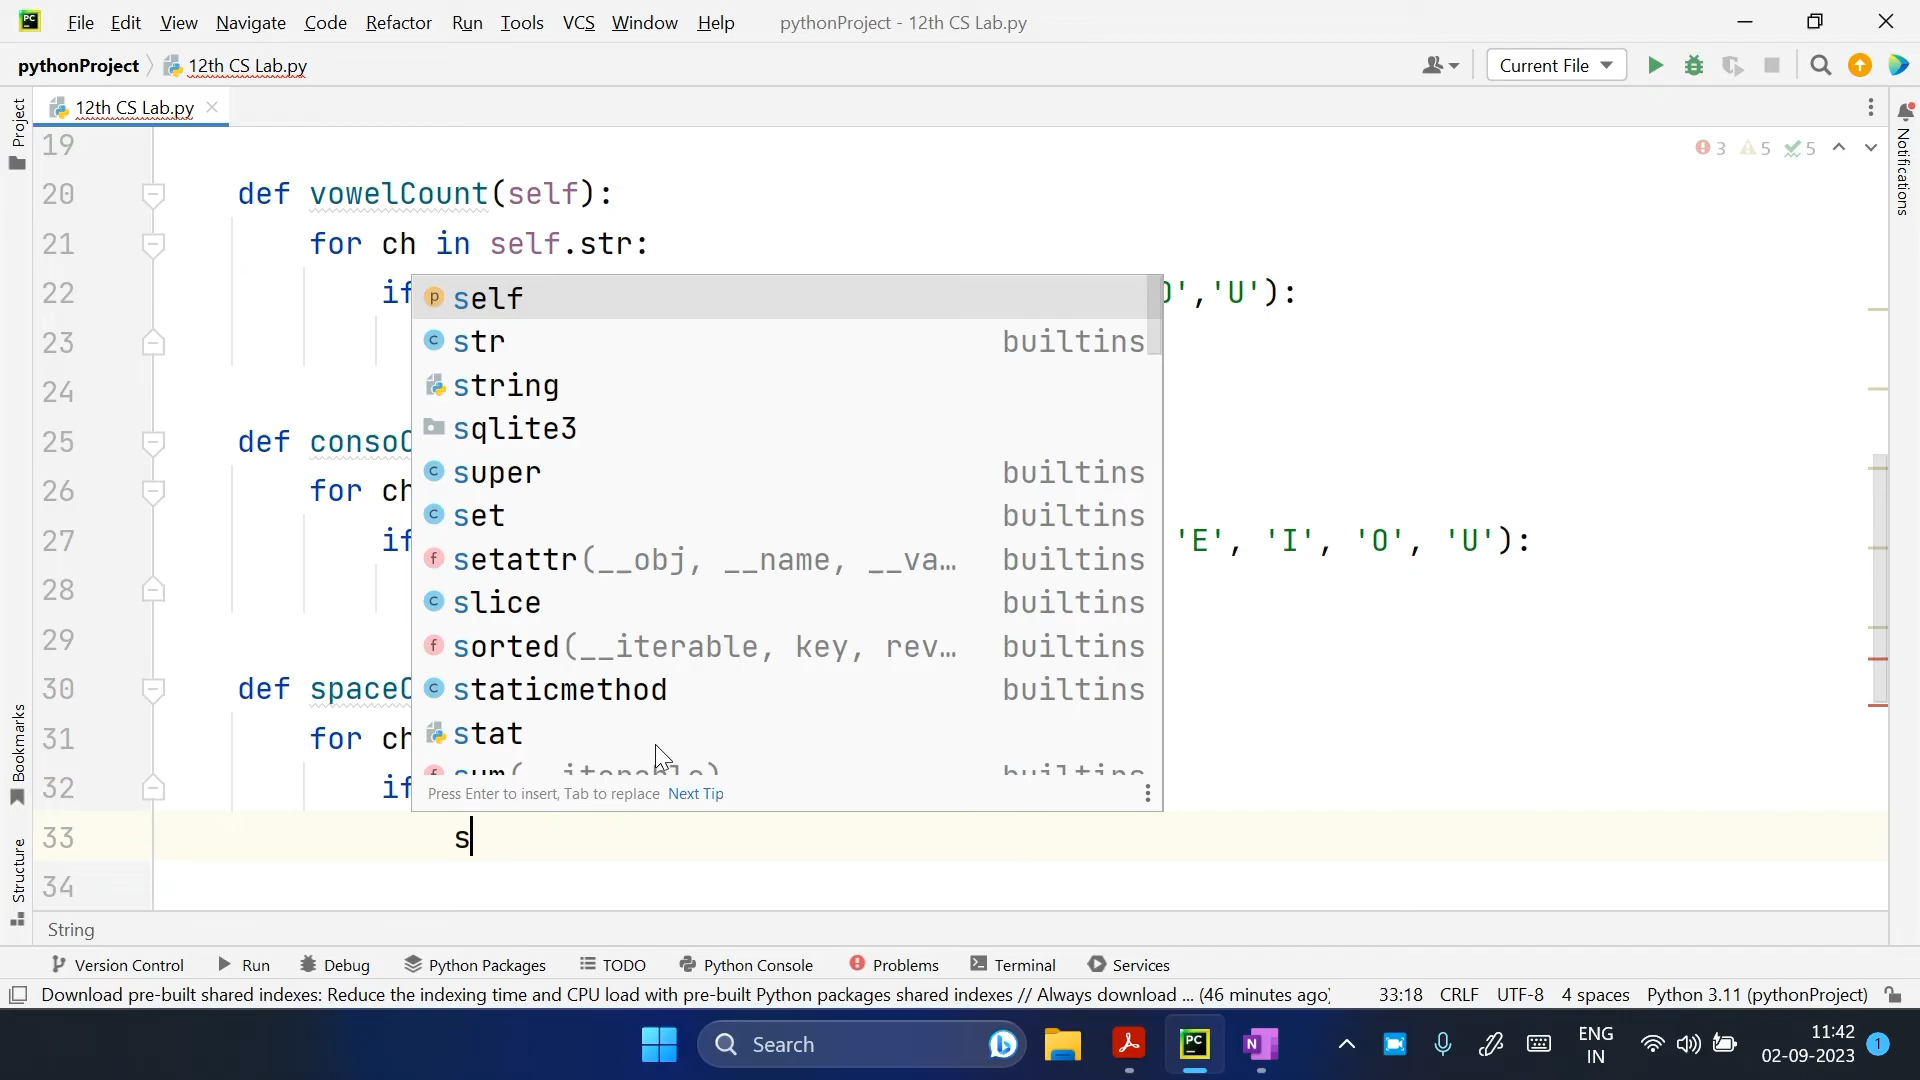 File Edit View Navigate Code Refactor Run Tools VCS Window Help pythonProject - 12th CS Lab.py
pythonProject 12th CS Lab.py Current File
Project
12th CS Lab.py
Notifications
3 5 5
19
20 def vowelCount(self):
21 for ch in self.str:
22 if ','U'):
23
24
25 def conso
26 for ch
27 if 'E', 'I', 'O', 'U'):
28
29
30 def space
31 for ch
32 if
33 s
34
self
str builtins
string
sqlite3
super builtins
set builtins
setattr(__obj, __name, __va… builtins
slice builtins
sorted(__iterable, key, rev… builtins
staticmethod builtins
stat
Press Enter to insert, Tab to replace Next Tip
Bookmarks
Structure
String
Version Control Run Debug Python Packages TODO Python Console Problems Terminal Services
Download pre-built shared indexes: Reduce the indexing time and CPU load with pre-built Python packages shared indexes // Always download ... (46 minutes ago) 33:18 CRLF UTF-8 4 spaces Python 3.11 (pythonProject)
Search
ENG
IN
11:42
02-09-2023
1